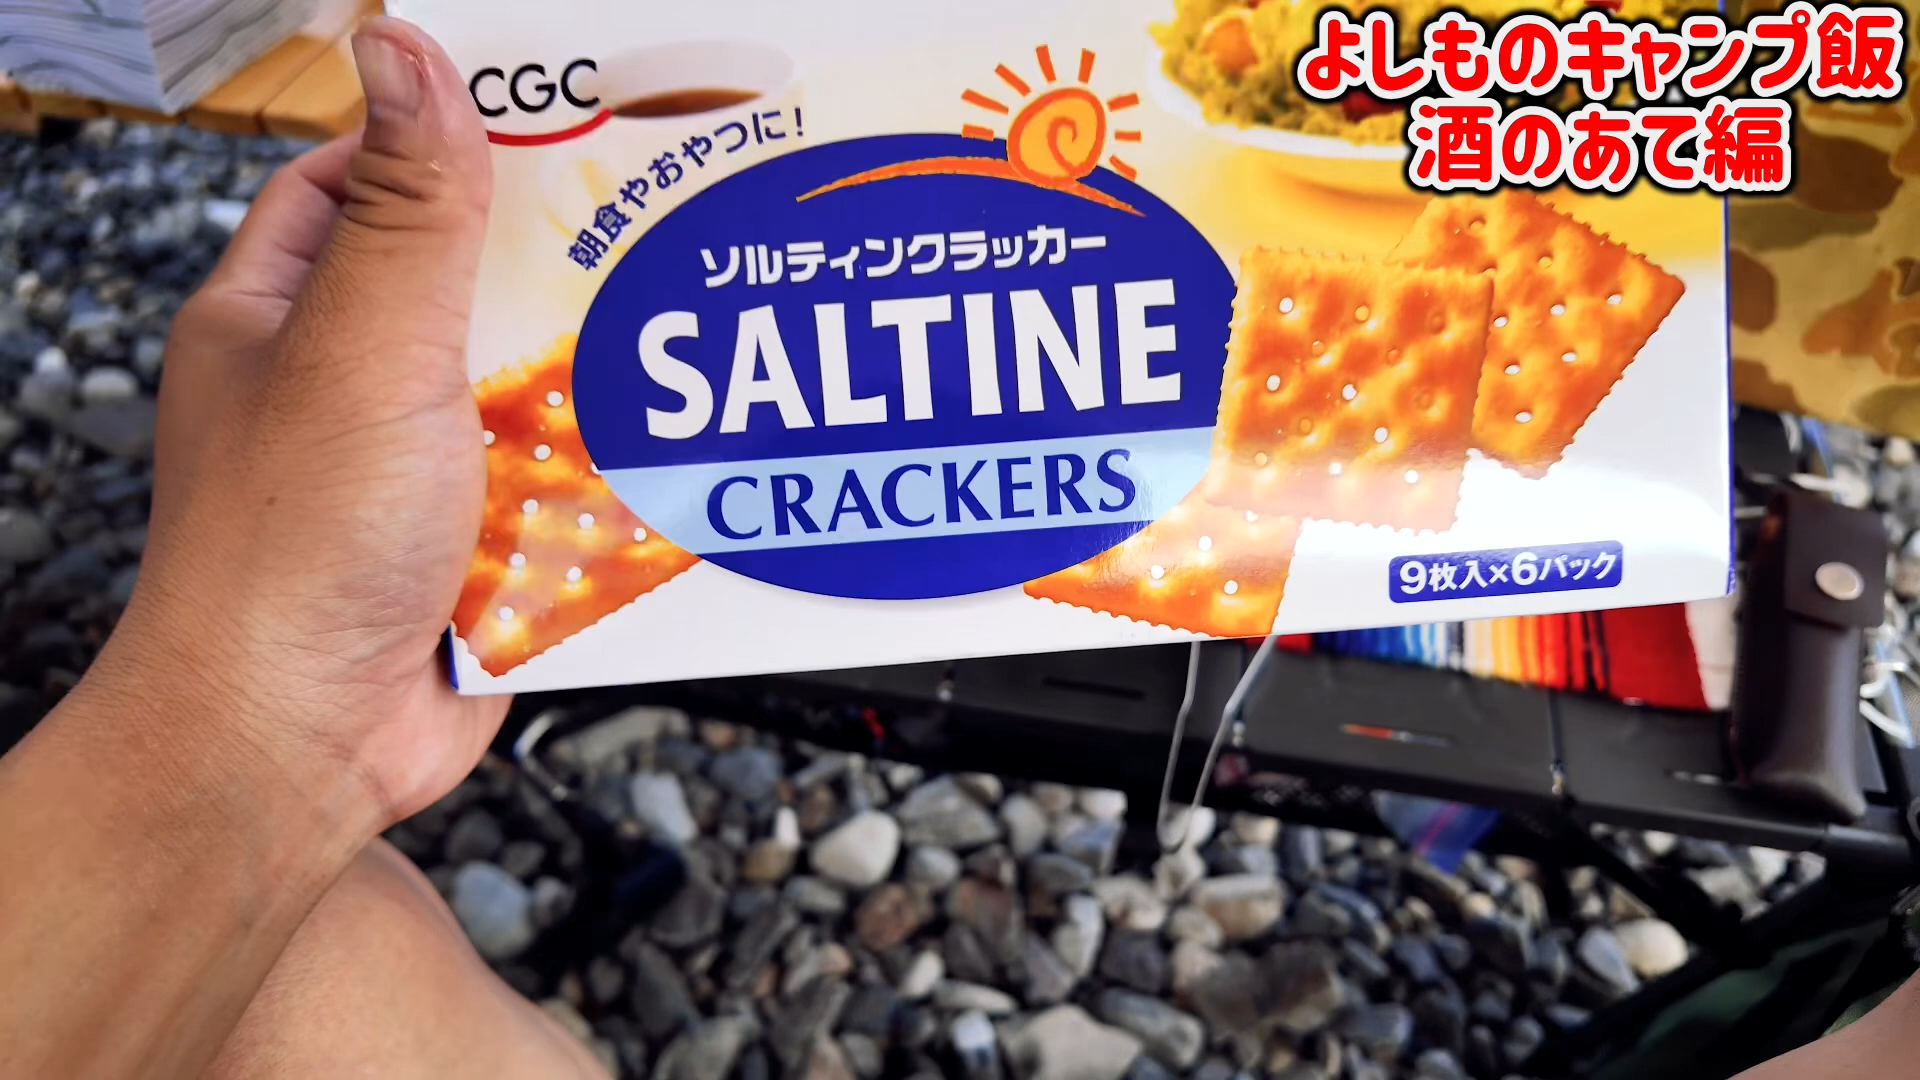 よしものキャンプ飯
酒のあて編
CGC
朝食やおやつに!
ソルティンクラッカー
SALTINE
CRACKERS
9枚入×6パック